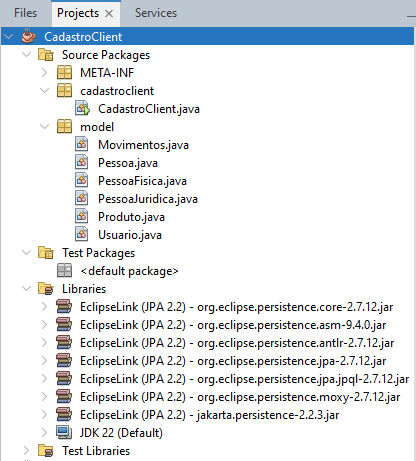 Files Projects Services
CadastroClient
Source Packages
META-INF
cadastroclient
CadastroClient.java
model
Movimentos.java
Pessoa.java
PessoaFisica.java
PessoaJuridica.java
Produto.java
Usuario.java
Test Packages
<default package>
Libraries
EclipseLink (JPA 2.2) - org.eclipse.persistence.core-2.7.12.jar
EclipseLink (JPA 2.2) - org.eclipse.persistence.asm-9.4.0.jar
EclipseLink (JPA 2.2) - org.eclipse.persistence.antlr-2.7.12.jar
EclipseLink (JPA 2.2) - org.eclipse.persistence.jpa-2.7.12.jar
EclipseLink (JPA 2.2) - org.eclipse.persistence.jpa.jpql-2.7.12.jar
EclipseLink (JPA 2.2) - org.eclipse.persistence.moxy-2.7.12.jar
EclipseLink (JPA 2.2) - jakarta.persistence-2.2.3.jar
JDK 22 (Default)
Test Libraries